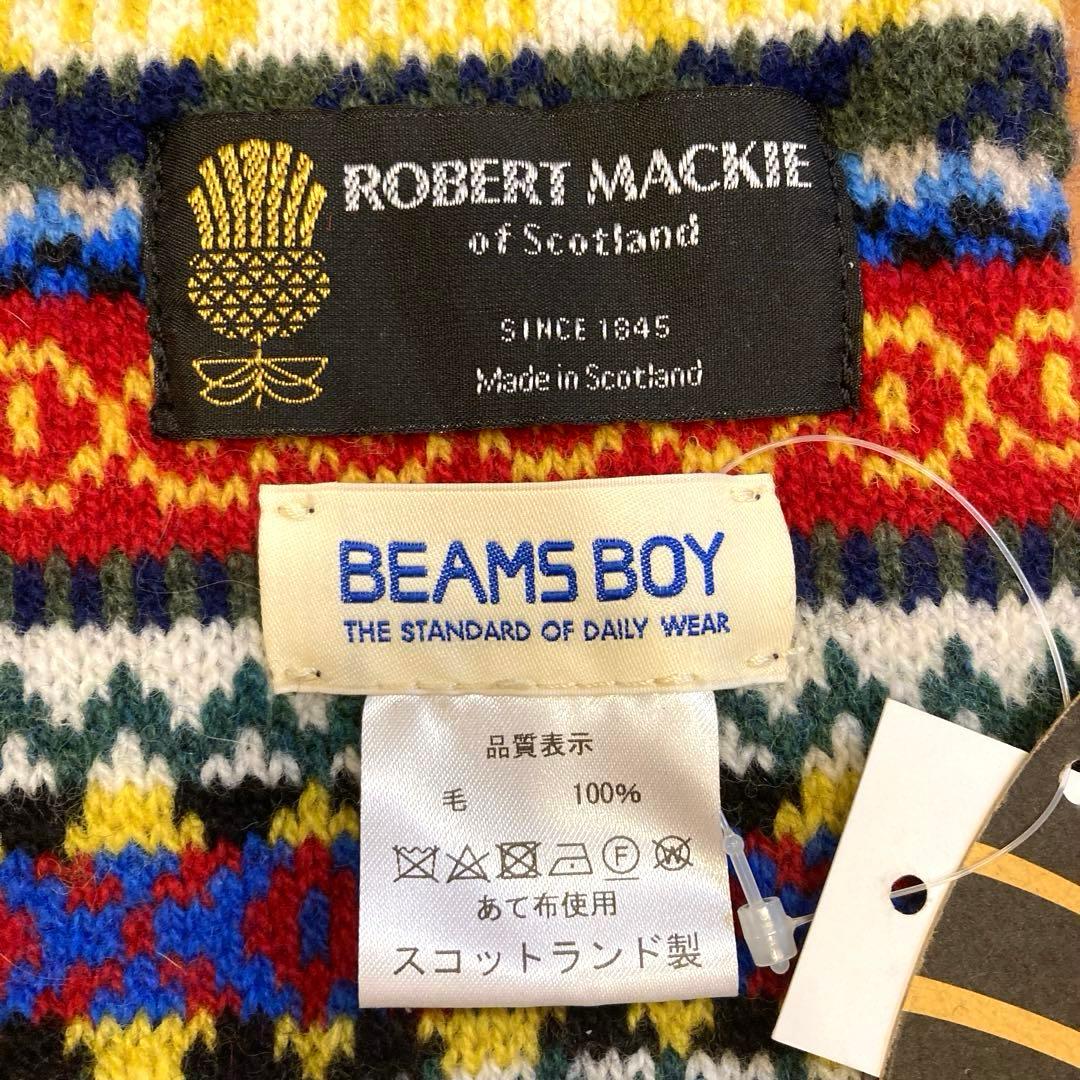 ROBERT MACKIE
of Scotland
SINCE 1845
Made in Scotland
BEAMS BOY
THE STANDARD OF DAILY WEAR
品質表示
毛 100%
F W
あて布使用
スコットランド製